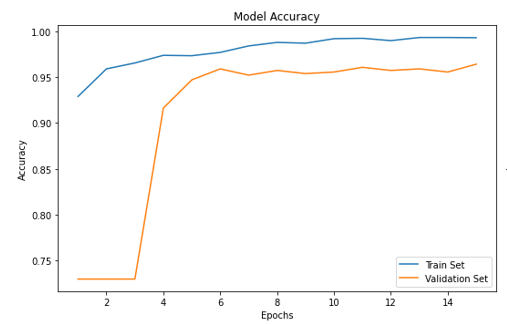 Model Accuracy
1.00
0.95
0.90
0.85
0.80
0.75
Accuracy
2
4
6
8
10
12
14
Epochs
Train Set
Validation Set